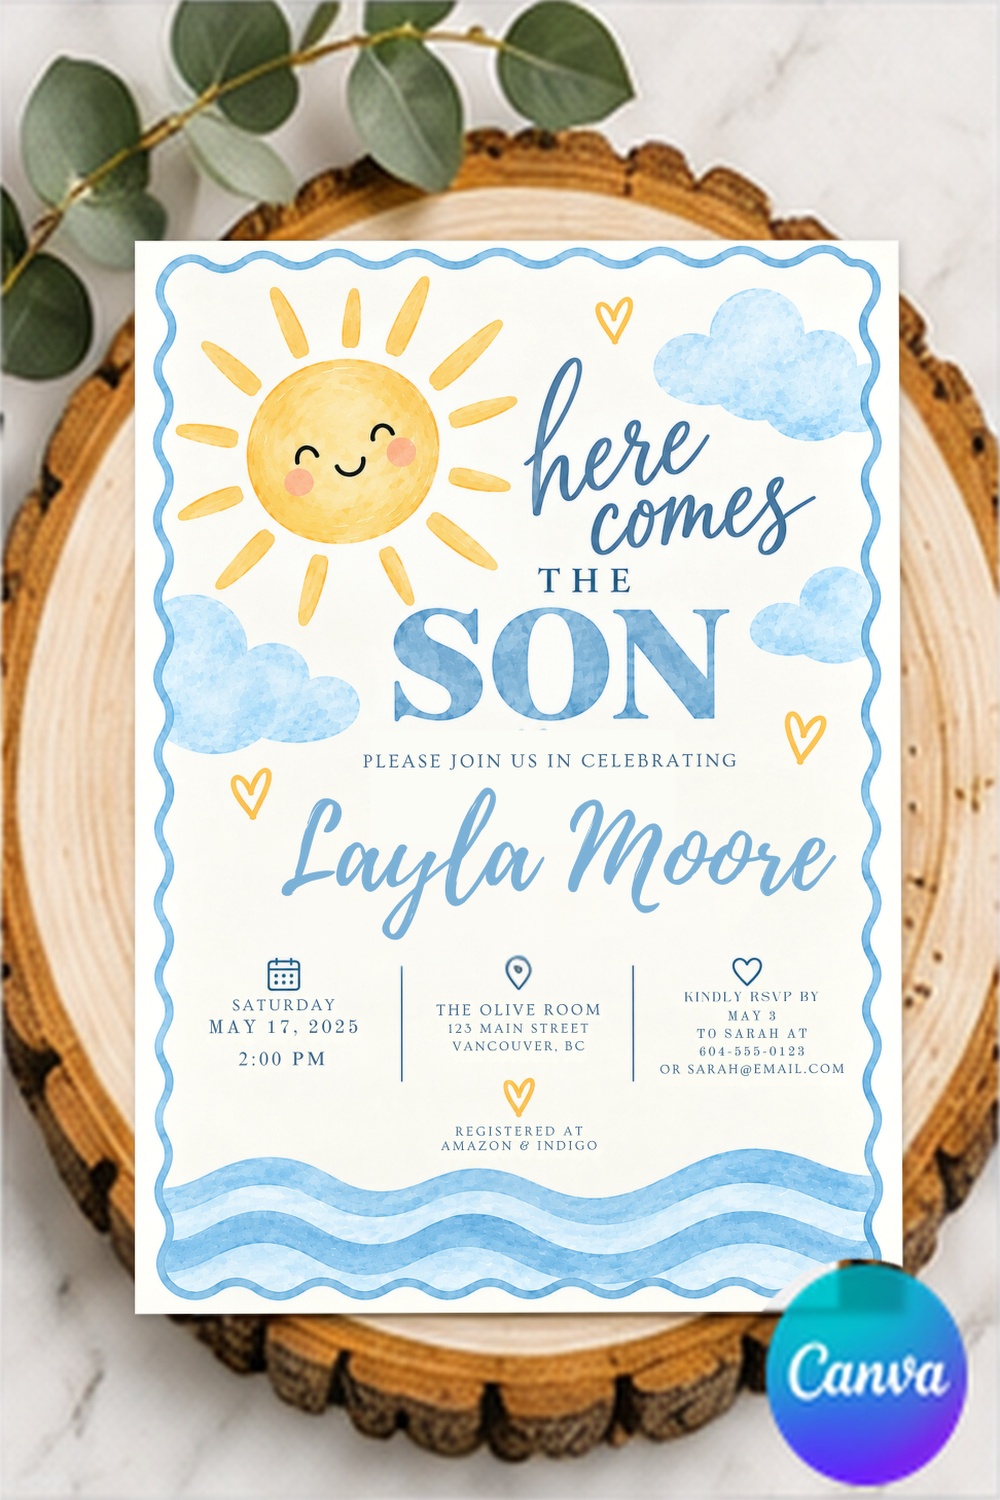 here
comes
THE
SON
PLEASE JOIN US IN CELEBRATING
Layla Moore
SATURDAY
MAY 17, 2025
2:00 PM
THE OLIVE ROOM
123 MAIN STREET
VANCOUVER, BC
KINDLY RSVP BY
MAY 3
TO SARAH AT
604-555-0123
OR SARAH@EMAIL.COM
REGISTERED AT
AMAZON & INDIGO
Canva